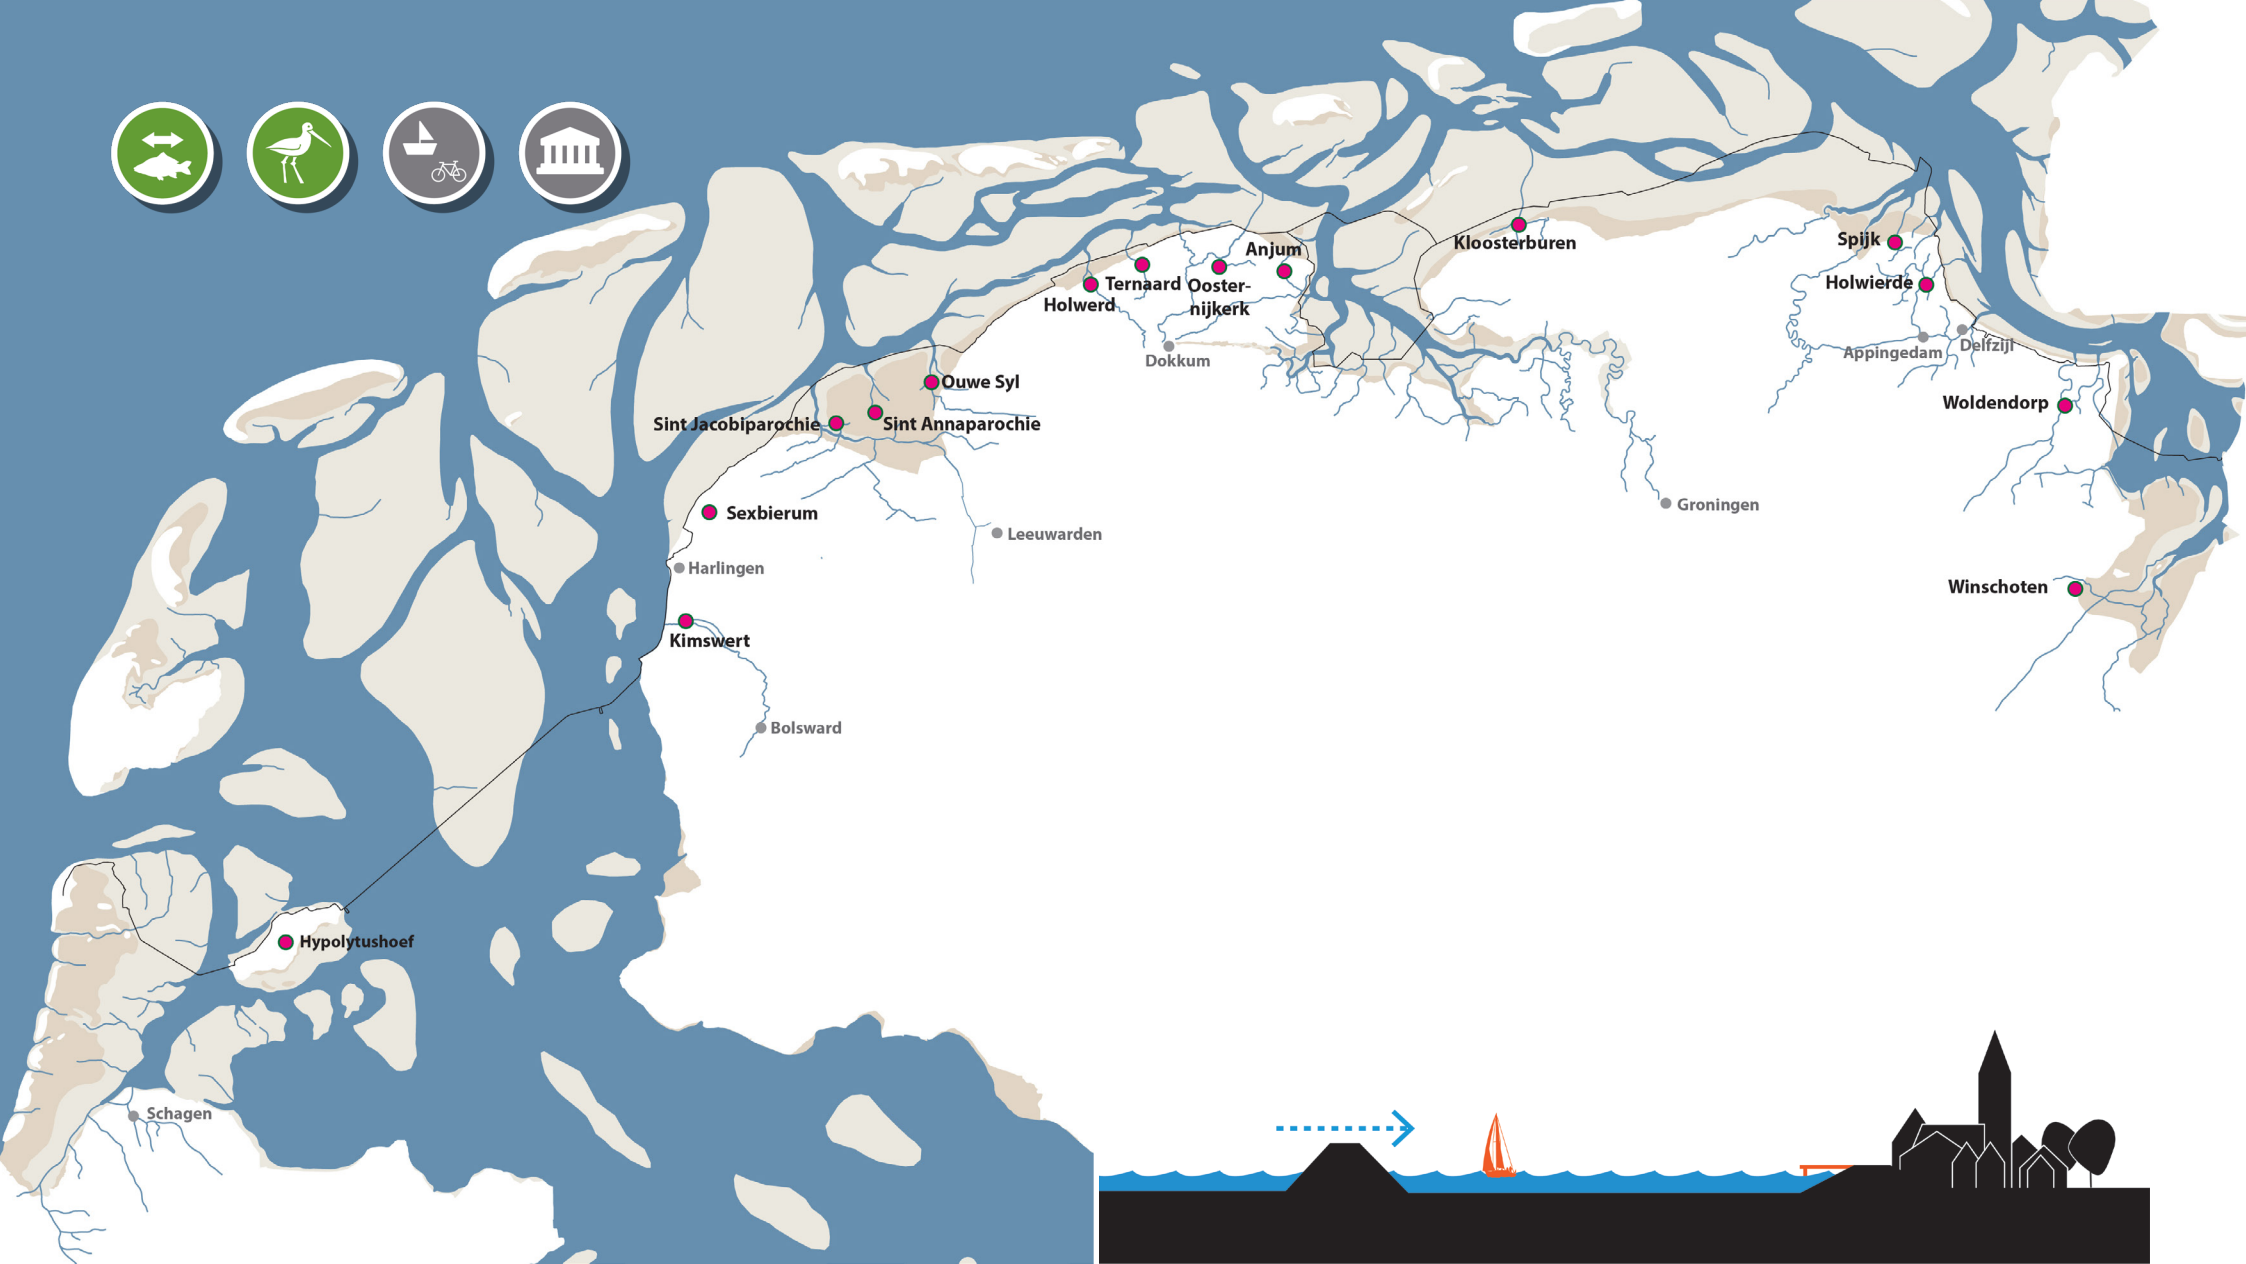 Kloosterburen
Spijk
Anjum
Holwierde
Ternaard
Ooster-
nijkerk
Holwerd
Dokkum
Appingedam
Delfzijl
Ouwe Syl
Sint Jacobiparochie
Sint Annaparochie
Woldendorp
Sexbierum
Groningen
Leeuwarden
Harlingen
Winschoten
Kimswert
Bolsward
Hypolytushoef
Schagen